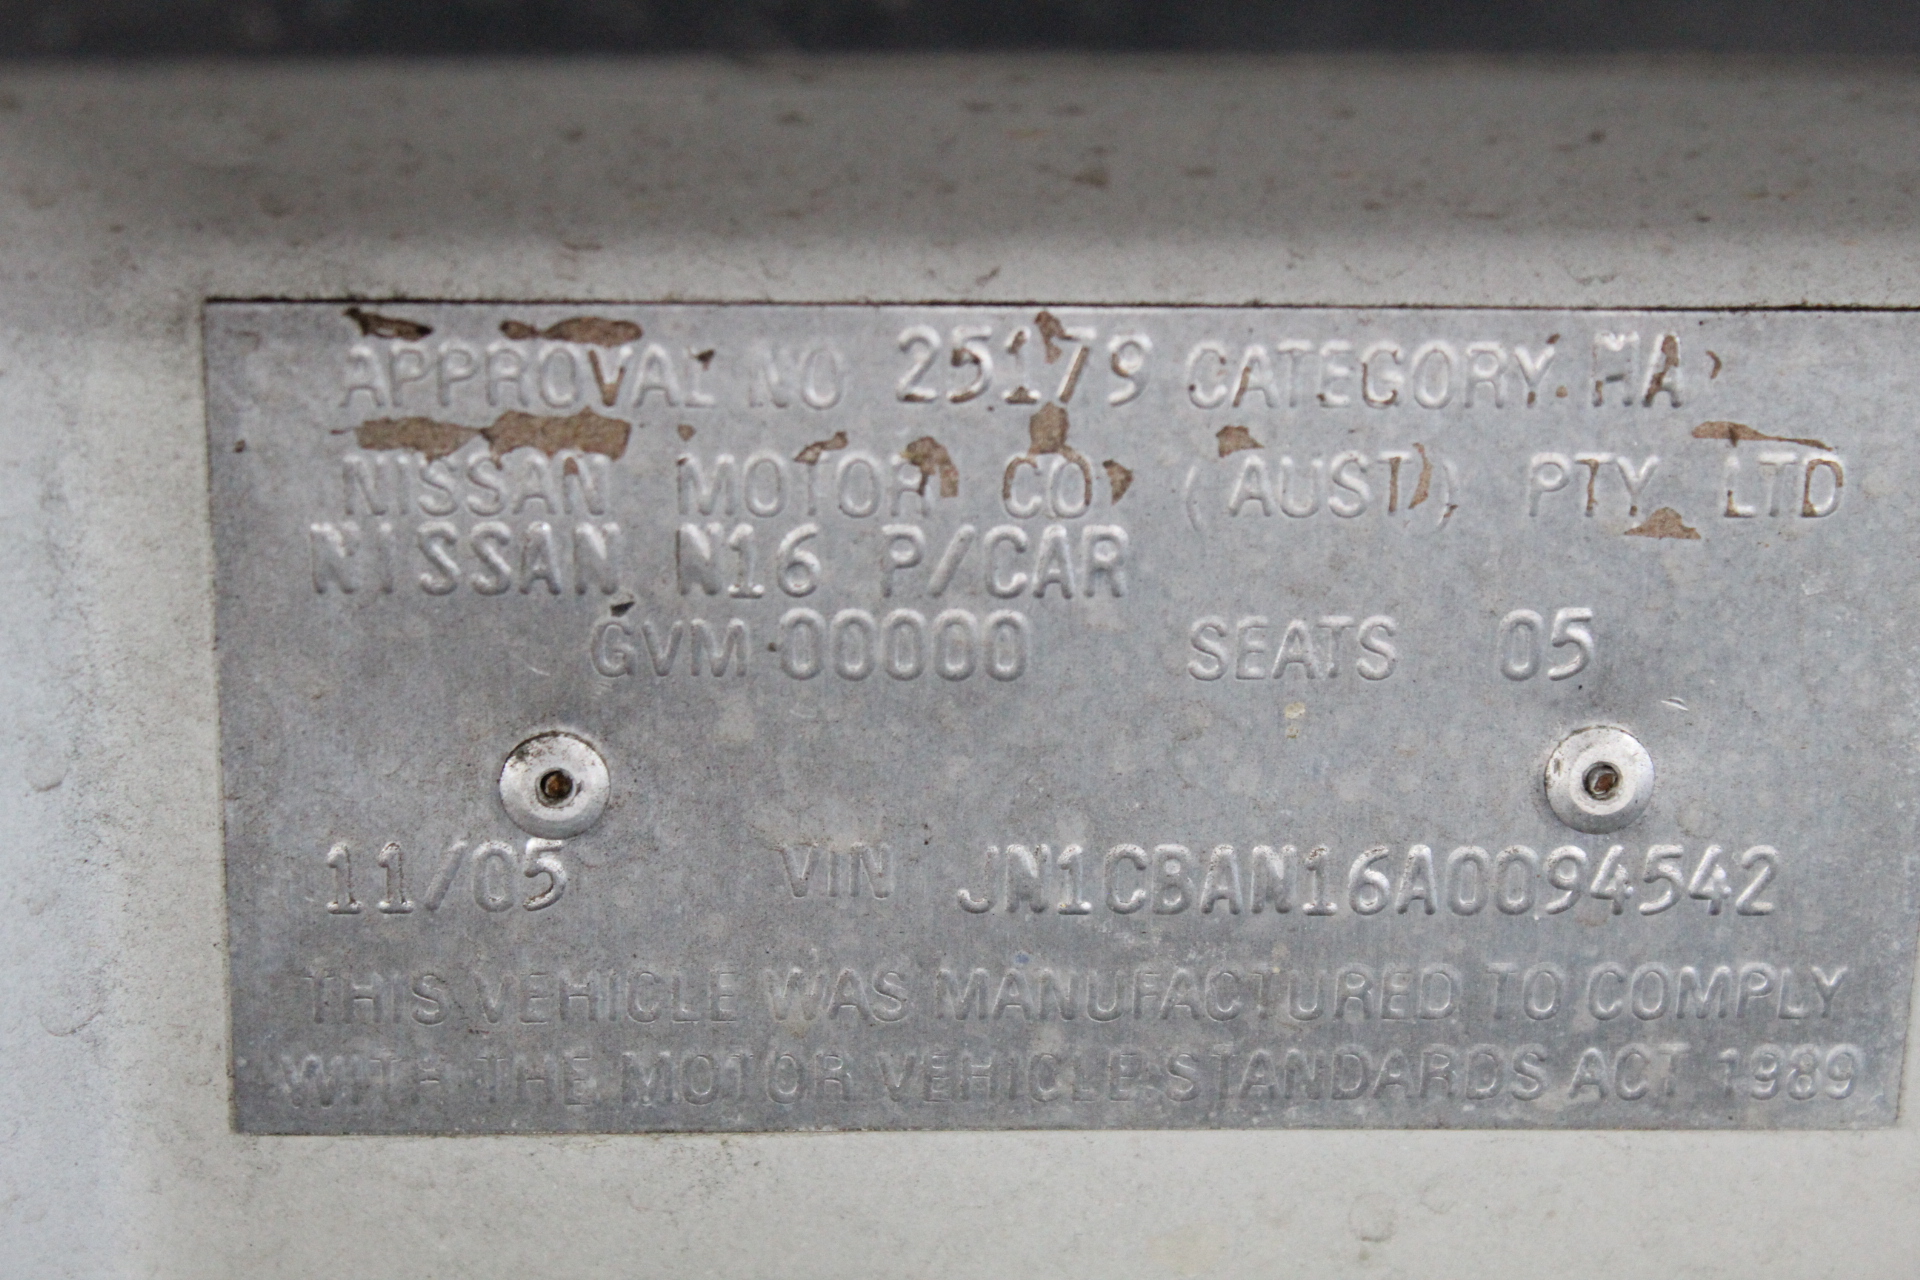 APPROVAL NO 25179 CATEGORY. MA
NISSAN MOTOR CO (AUST) PTY LTD
NISSAN N16 P/CAR
GVM 00000 SEATS 05
11/05 VIN JN1CBAN16A0094542
THIS VEHICLE WAS MANUFACTURED TO COMPLY
WITH THE MOTOR VEHICLE STANDARDS ACT 1989